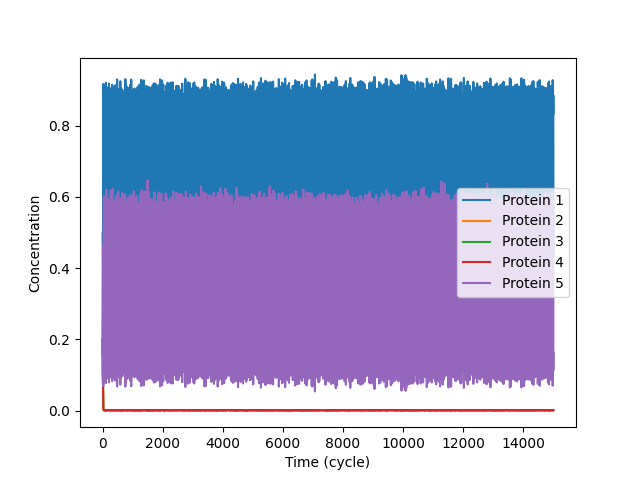 Concentration
0.8
0.6
0.4
0.2
0.0
Protein 1
Protein 2
Protein 3
Protein 4
Protein 5
0 2000 4000 6000 8000 10000 12000 14000
Time (cycle)